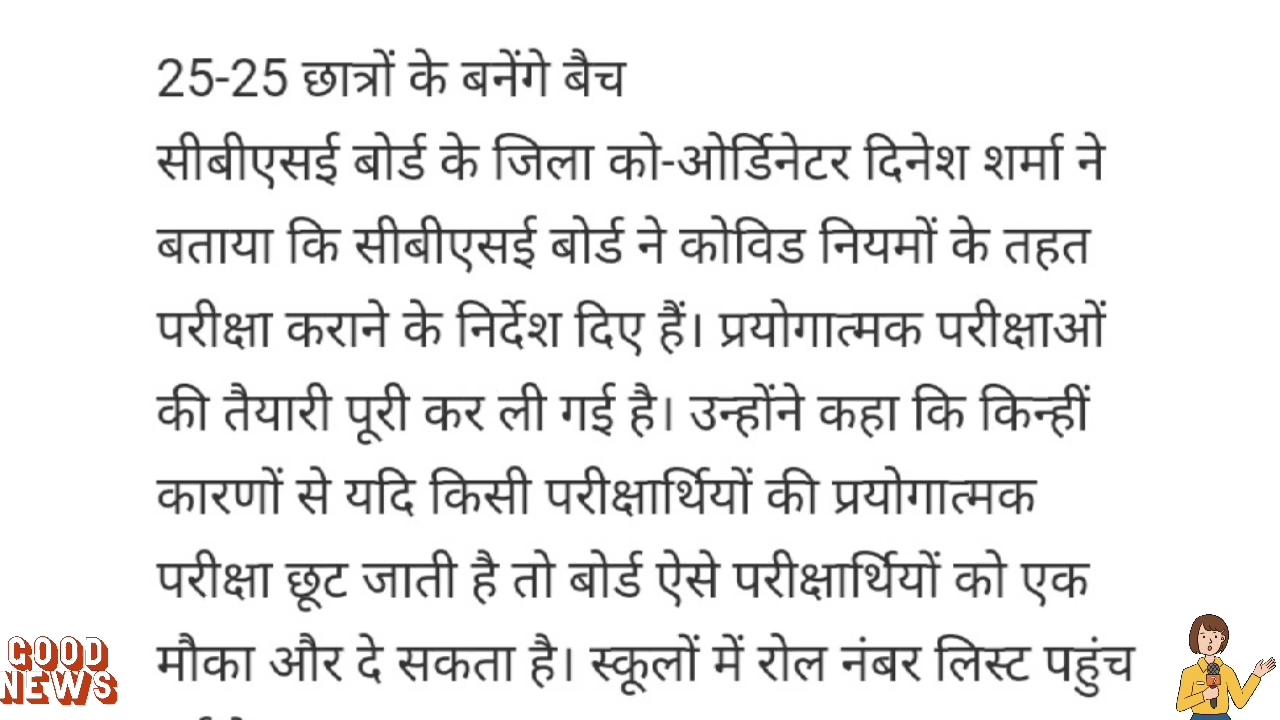 25-25 छात्रों के बनेंगे बैच
सीबीएसई बोर्ड के जिला को-ओर्डिनेटर दिनेश शर्मा ने
बताया कि सीबीएसई बोर्ड ने कोविड नियमों के तहत
परीक्षा कराने के निर्देश दिए हैं। प्रयोगात्मक परीक्षाओं
की तैयारी पूरी कर ली गई है। उन्होंने कहा कि किन्हीं
कारणों से यदि किसी परीक्षार्थियों की प्रयोगात्मक
परीक्षा छूट जाती है तो बोर्ड ऐसे परीक्षार्थियों को एक
मौका और दे सकता है। स्कूलों में रोल नंबर लिस्ट पहुंच
GOOD
NEWS